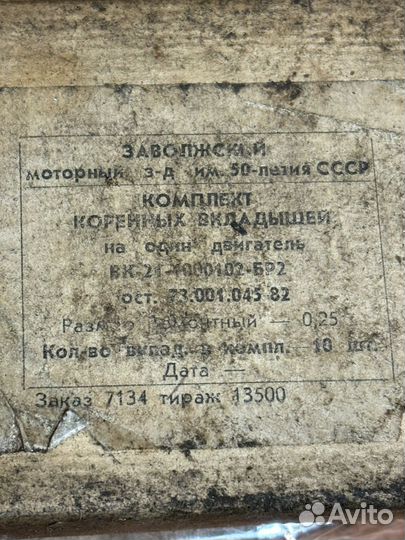 ЗАВОЛЖСКИЙ
моторный з-д им. 50-летия СССР
КОМПЛЕКТ
КОРЕННЫХ ВКЛАДЫШЕЙ
на один двигатель
ВК-24-1000102-БР2
ост. 73.001.045 82
Размер ремонтный — 0,25
Кол-во вклад. в компл. — 10 шт.
Дата —
Заказ 7134 тираж 13500
Avito